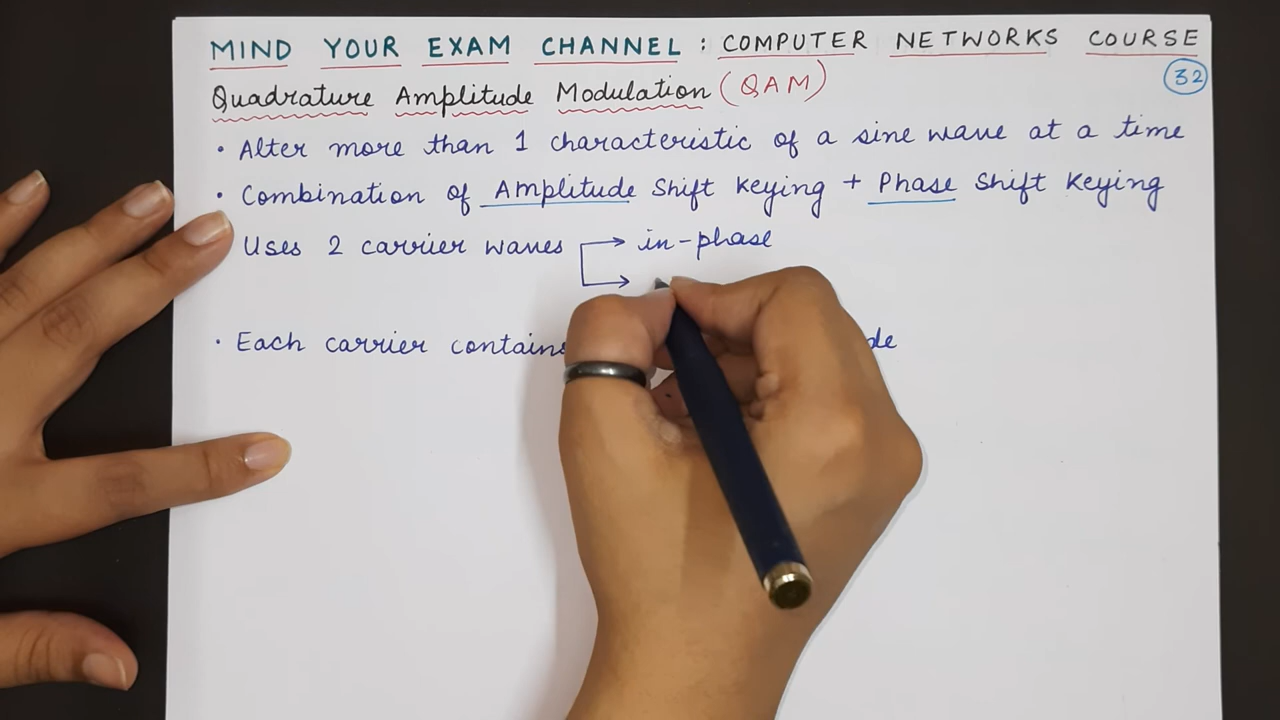 MIND YOUR EXAM CHANNEL : COMPUTER NETWORKS COURSE
Quadrature Amplitude Modulation (QAM)
32
• Alter more than 1 characteristic of a sine wave at a time
• Combination of Amplitude Shift Keying + Phase Shift Keying
Uses 2 carrier waves → in-phase
→
• Each carrier contains